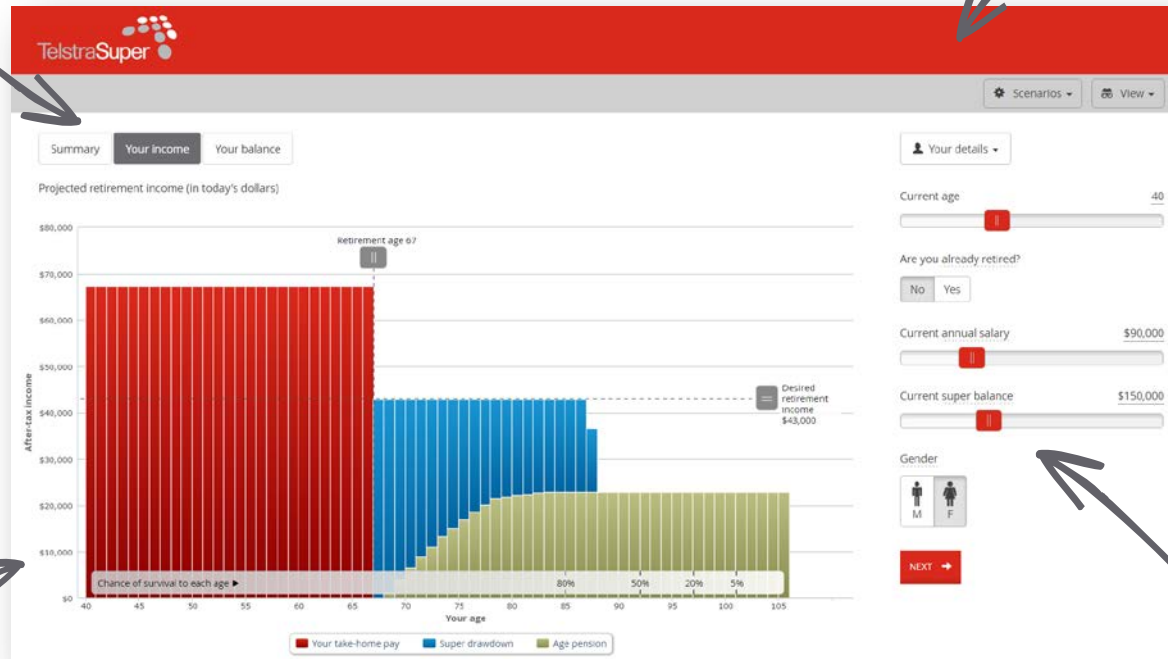 TelstraSuper
Scenarios
View
Summary
Your income
Your balance
Projected retirement income (in today's dollars)
Your details
Current age
40
Are you already retired?
No
Yes
Current annual salary
$90,000
Current super balance
$150,000
Gender
M
F
NEXT
$80,000
$70,000
$60,000
$50,000
$40,000
$30,000
$20,000
$10,000
$0
After-tax income
Retirement age 67
Desired
retirement
income
$43,000
Chance of survival to each age
80%
50%
20%
5%
40
45
50
55
60
65
70
75
80
85
90
95
100
105
Your age
Your take-home pay
Super drawdown
Age pension